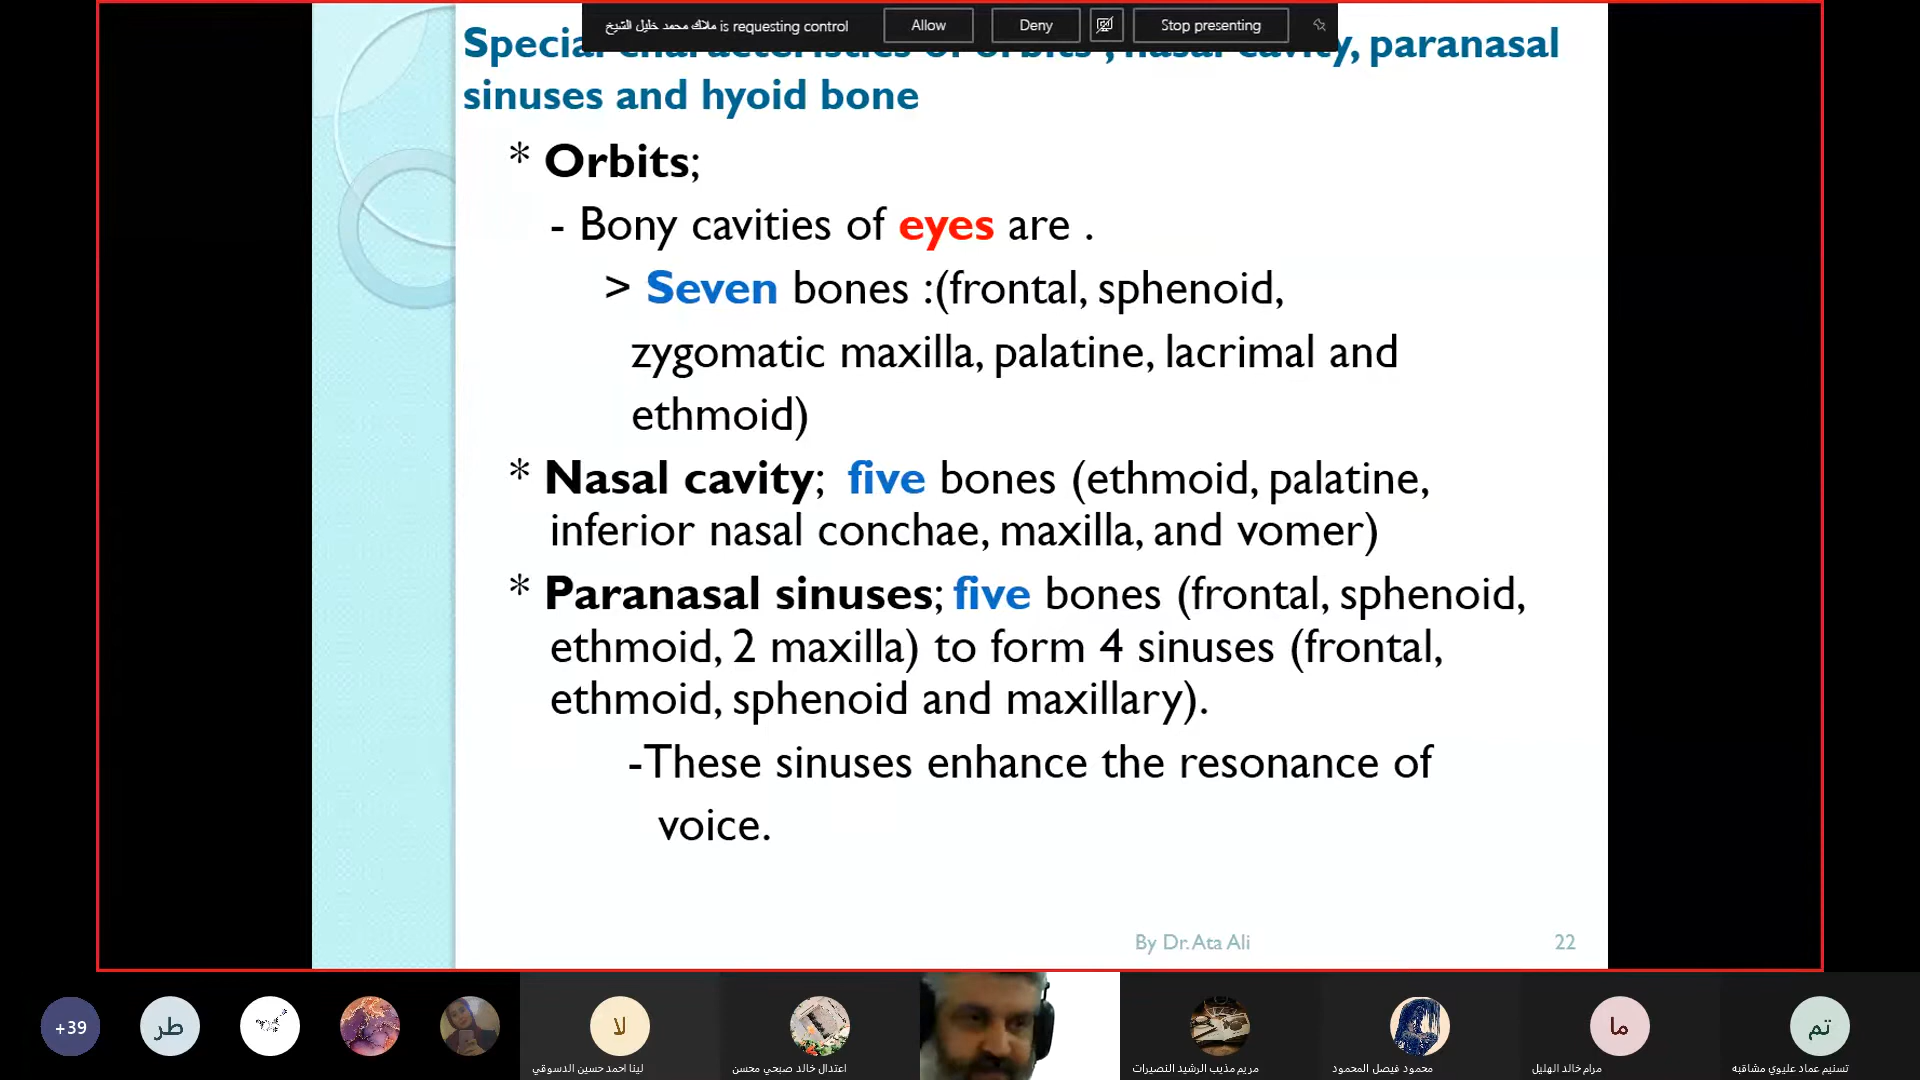 ملاك محمد خليل الشيخ is requesting control
Allow
Deny
Stop presenting
Special characteristics of orbits , nasal cavity, paranasal
sinuses and hyoid bone
* Orbits;
- Bony cavities of eyes are .
> Seven bones :(frontal, sphenoid,
zygomatic maxilla, palatine, lacrimal and
ethmoid)
* Nasal cavity; five bones (ethmoid, palatine,
inferior nasal conchae, maxilla, and vomer)
* Paranasal sinuses; five bones (frontal, sphenoid,
ethmoid, 2 maxilla) to form 4 sinuses (frontal,
ethmoid, sphenoid and maxillary).
-These sinuses enhance the resonance of
voice.
By Dr. Ata Ali
22
+39
طر
لا
ما
تم
لينا احمد حسين الدسوقي
اعتدال خالد صبحي محسن
مريم مذيب الرشيد النصيرات
محمود فيصل المحمود
مرام خالد الهليل
تسنيم عماد عليوي مشاقبه